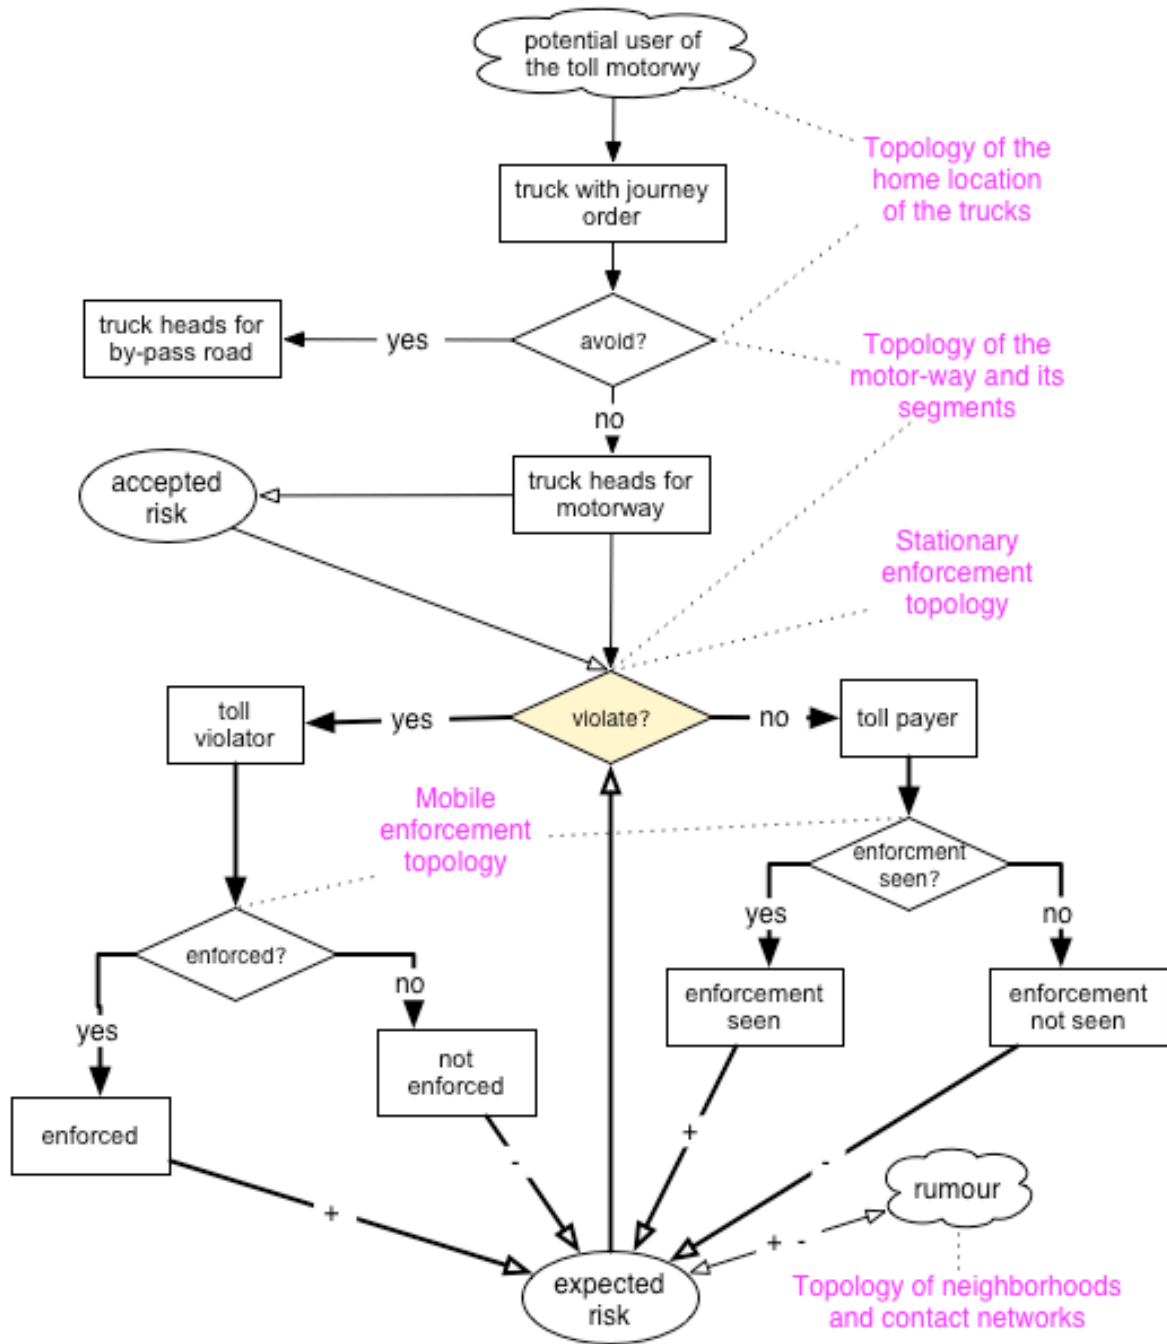 potential user of
the toll motorwy
Topology of the
home location
of the trucks
truck with journey
order
truck heads for
by-pass road
yes
avoid?
Topology of the
motor-way and its
segments
no
accepted
risk
truck heads for
motorway
Stationary
enforcement
topology
toll
violator
yes
violate?
no
toll payer
Mobile
enforcement
topology
enforcment
seen?
yes
no
enforced?
no
yes
enforcement
seen
enforcement
not seen
not
enforced
enforced
+
-
+
-
rumour
+ -
expected
risk
Topology of neighborhoods
and contact networks